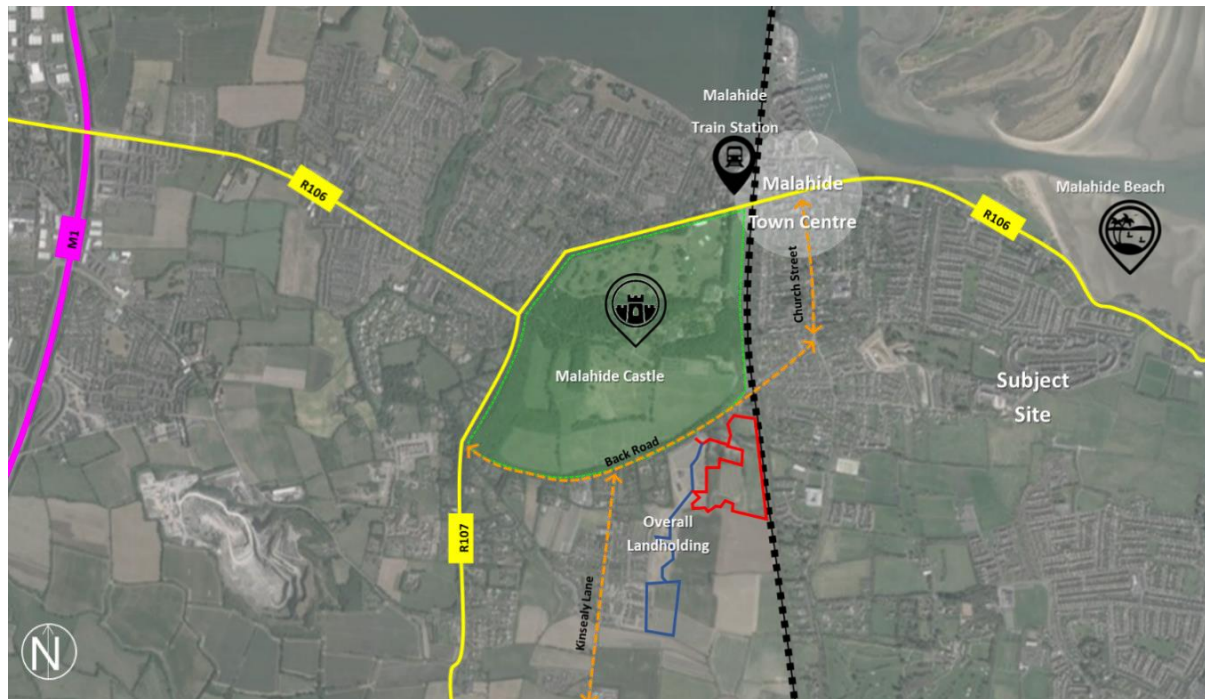 Malahide
Train Station
Malahide
Town Centre
Malahide Beach
R106
R106
M1
Church Street
Malahide Castle
Subject
Site
Back Road
Overall
Landholding
R107
Kinsealy Lane
N